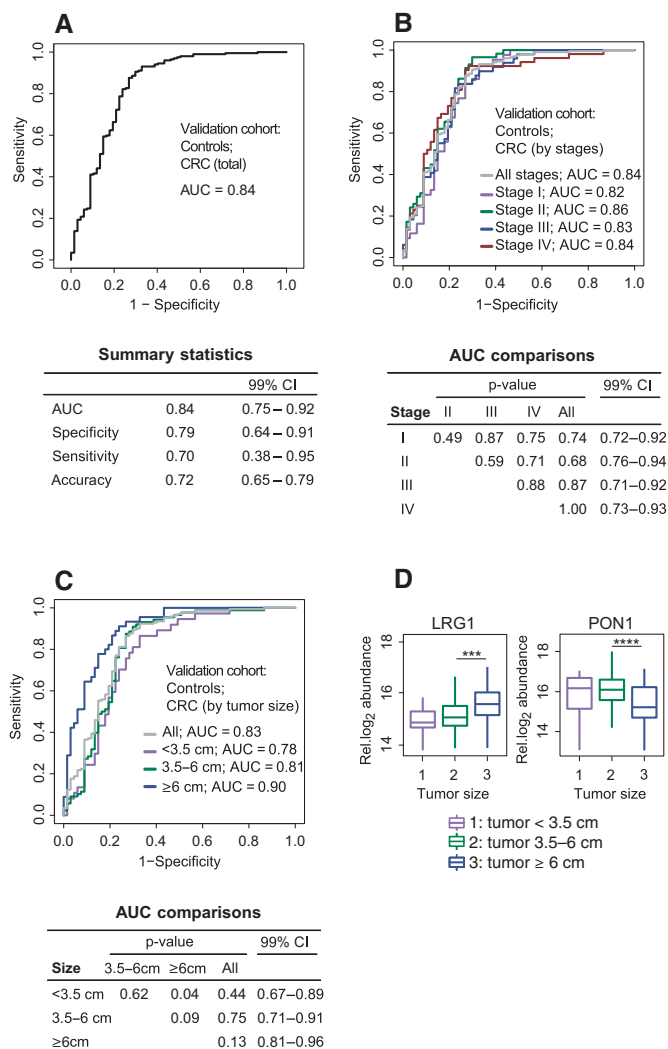 A
1.0
0.8
0.6
0.4
0.2
0.0
Sensitivity
Validation cohort:
Controls;
CRC (total)
AUC = 0.84
0.0 0.2 0.4 0.6 0.8 1.0
1 – Specificity
Summary statistics
99% CI
AUC 0.84 0.75 – 0.92
Specificity 0.79 0.64 – 0.91
Sensitivity 0.70 0.38 – 0.95
Accuracy 0.72 0.65 – 0.79
B
1.0
0.8
0.6
0.4
0.2
0.0
Sensitivity
Validation cohort:
Controls;
CRC (by stages)
All stages; AUC = 0.84
Stage I; AUC = 0.82
Stage II; AUC = 0.86
Stage III; AUC = 0.83
Stage IV; AUC = 0.84
0.0 0.2 0.4 0.6 0.8 1.0
1-Specificity
AUC comparisons
p-value 99% CI
Stage II III IV All
I 0.49 0.87 0.75 0.74 0.72–0.92
II 0.59 0.71 0.68 0.76–0.94
III 0.88 0.87 0.71–0.92
IV 1.00 0.73–0.93
C
1.0
0.8
0.6
0.4
0.2
0.0
Sensitivity
Validation cohort:
Controls;
CRC (by tumor size)
All; AUC = 0.83
<3.5 cm; AUC = 0.78
3.5–6 cm; AUC = 0.81
≥6 cm; AUC = 0.90
0.0 0.2 0.4 0.6 0.8 1.0
1-Specificity
AUC comparisons
p-value 99% CI
Size 3.5–6cm ≥6cm All
<3.5 cm 0.62 0.04 0.44 0.67–0.89
3.5–6 cm 0.09 0.75 0.71–0.91
≥6cm 0.13 0.81–0.96
D
LRG1
Rel.log2 abundance
18
16
14
***
1 2 3
Tumor size
PON1
Rel.log2 abundance
18
16
14
****
1 2 3
Tumor size
1: tumor < 3.5 cm
2: tumor 3.5–6 cm
3: tumor ≥ 6 cm